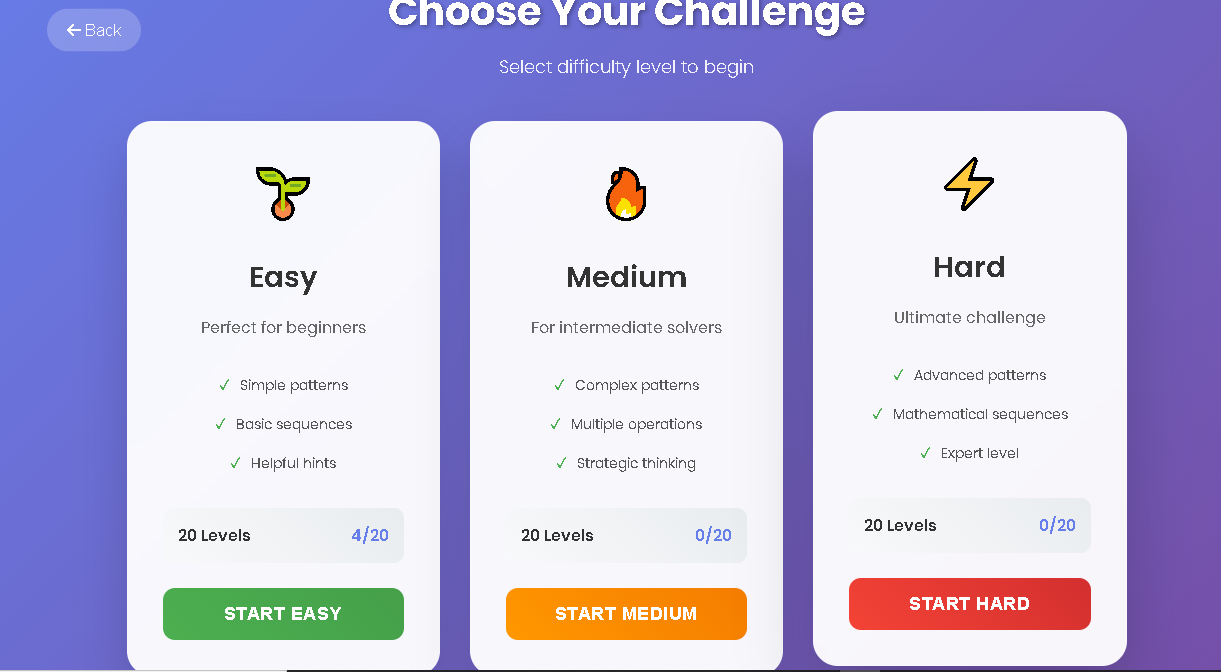 Back
Choose Your Challenge
Select difficulty level to begin
Easy
Perfect for beginners
✓ Simple patterns
✓ Basic sequences
✓ Helpful hints
20 Levels 4/20
START EASY
Medium
For intermediate solvers
✓ Complex patterns
✓ Multiple operations
✓ Strategic thinking
20 Levels 0/20
START MEDIUM
Hard
Ultimate challenge
✓ Advanced patterns
✓ Mathematical sequences
✓ Expert level
20 Levels 0/20
START HARD